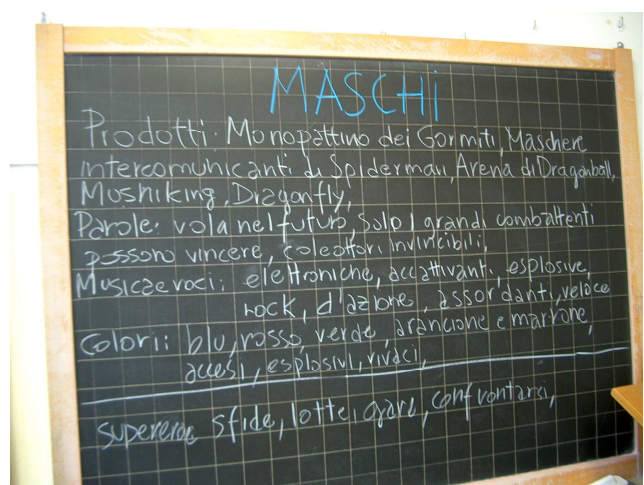 MASCHI
Prodotti: Monopattino dei Gormiti, Maschere
intercomunicanti di Spiderman, Arena di Dragonball,
Mushiking, Dragonfly,
Parole: vola nel futuro, solo i grandi combattenti
possono vincere, coleottori invincibili,
Musica e voci: elettroniche, accattivanti, esplosive,
rock, d'azione, assordanti, veloce
Colori: blu, rosso, verde, arancione e marrone,
accesi, esplosivi, vivaci,
supereroe, sfide, lotte, gare, confrontarsi,